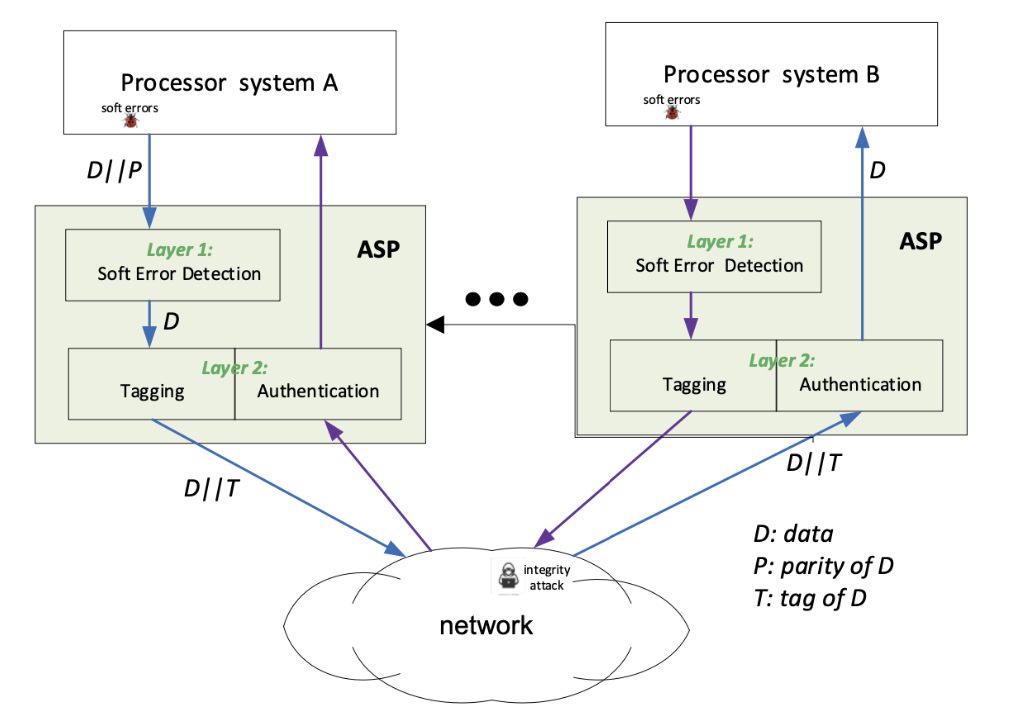 Processor system A
soft errors
D||P
Layer 1:
Soft Error Detection
ASP
D
Layer 2:
Tagging
Authentication
D||T
Processor system B
soft errors
D
Layer 1:
Soft Error Detection
ASP
Layer 2:
Tagging
Authentication
D||T
integrity
attack
network
D: data
P: parity of D
T: tag of D